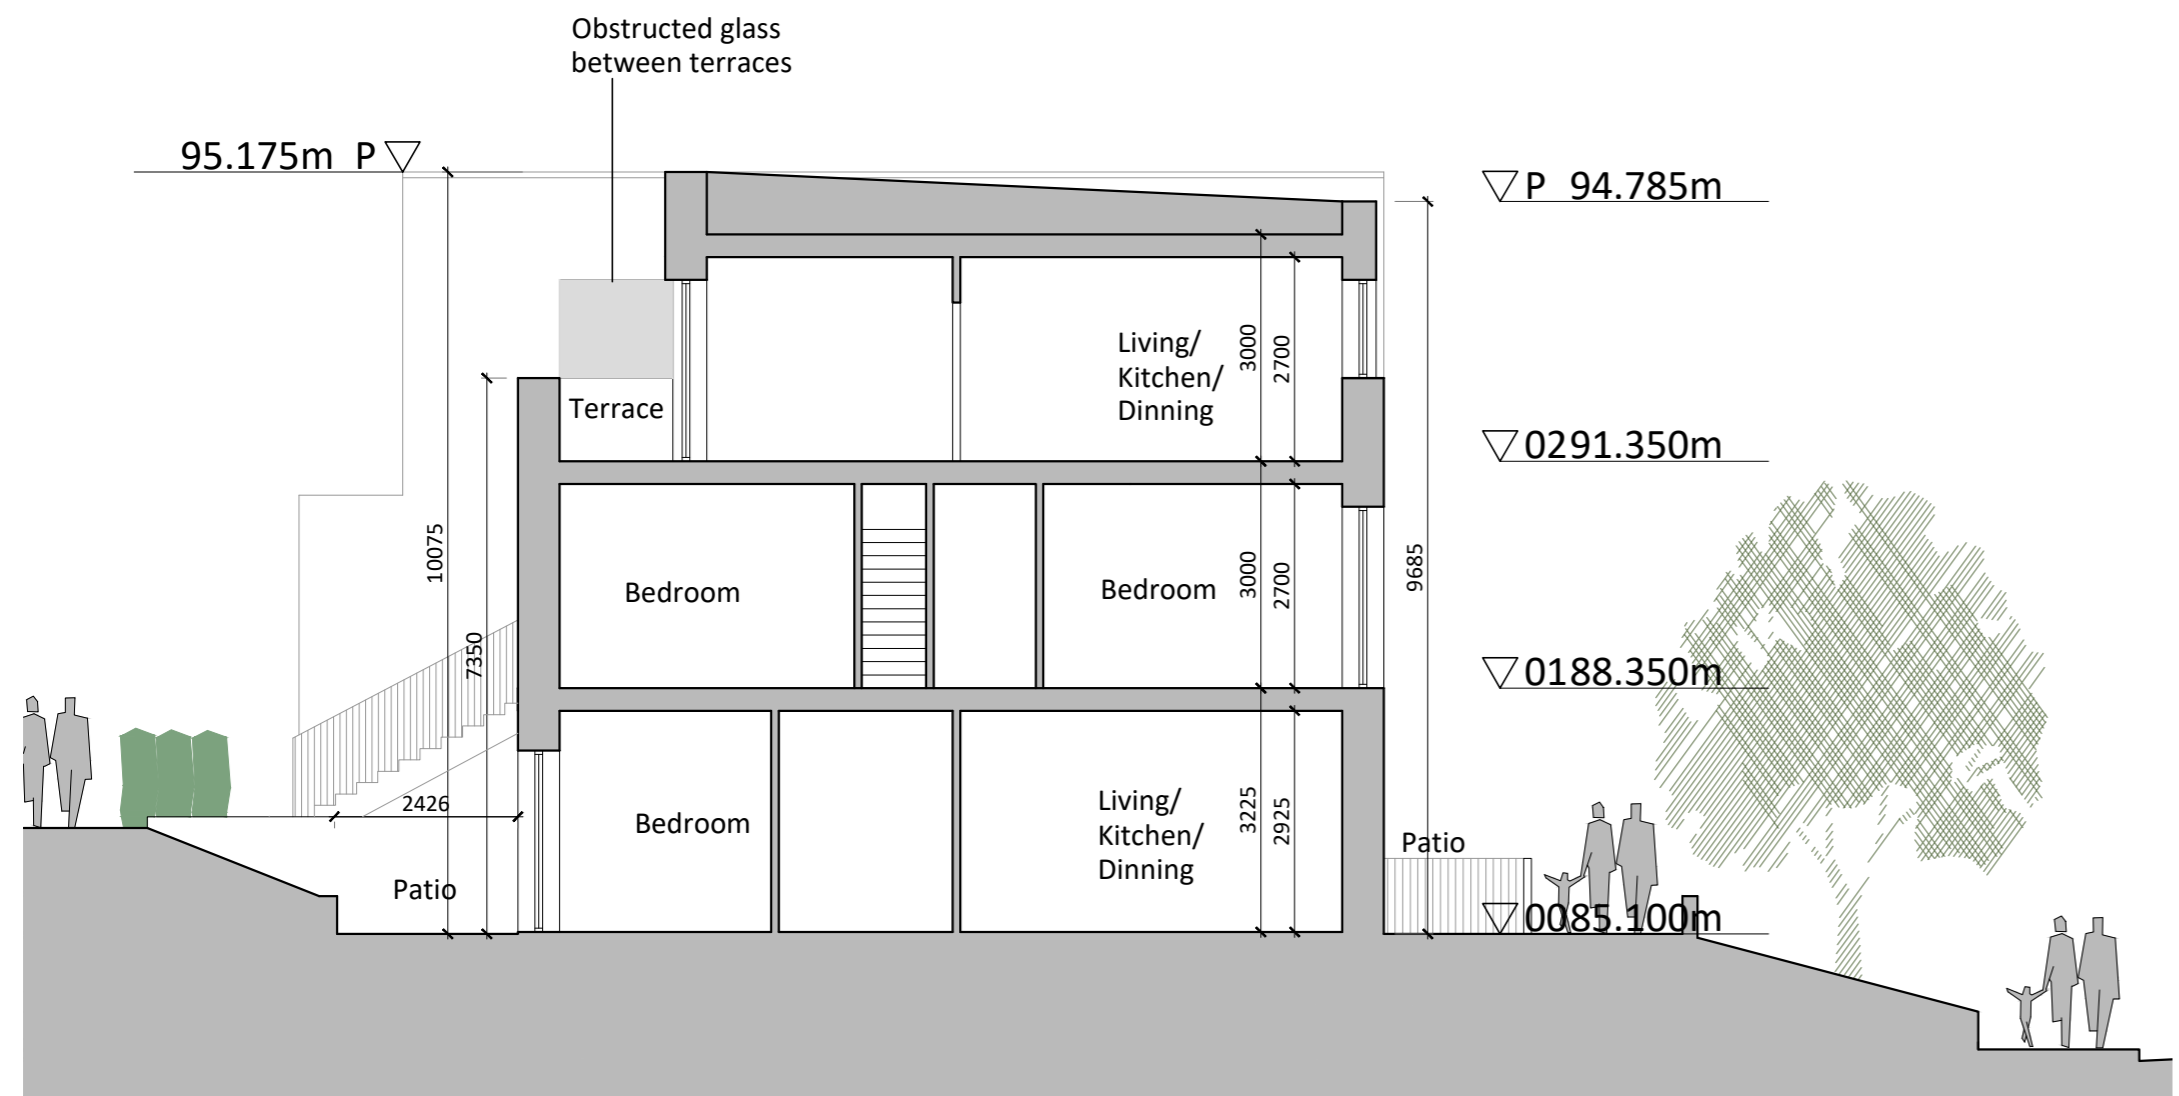 Obstructed glass
between terraces
95.175m P
P 94.785m
Living/
Kitchen/
Dinning
3000
2700
Terrace
0291.350m
10075
7350
Bedroom
Bedroom
3000
2700
9685
0188.350m
2426
Bedroom
Living/
Kitchen/
Dinning
3225
2925
Patio
Patio
0085.100m